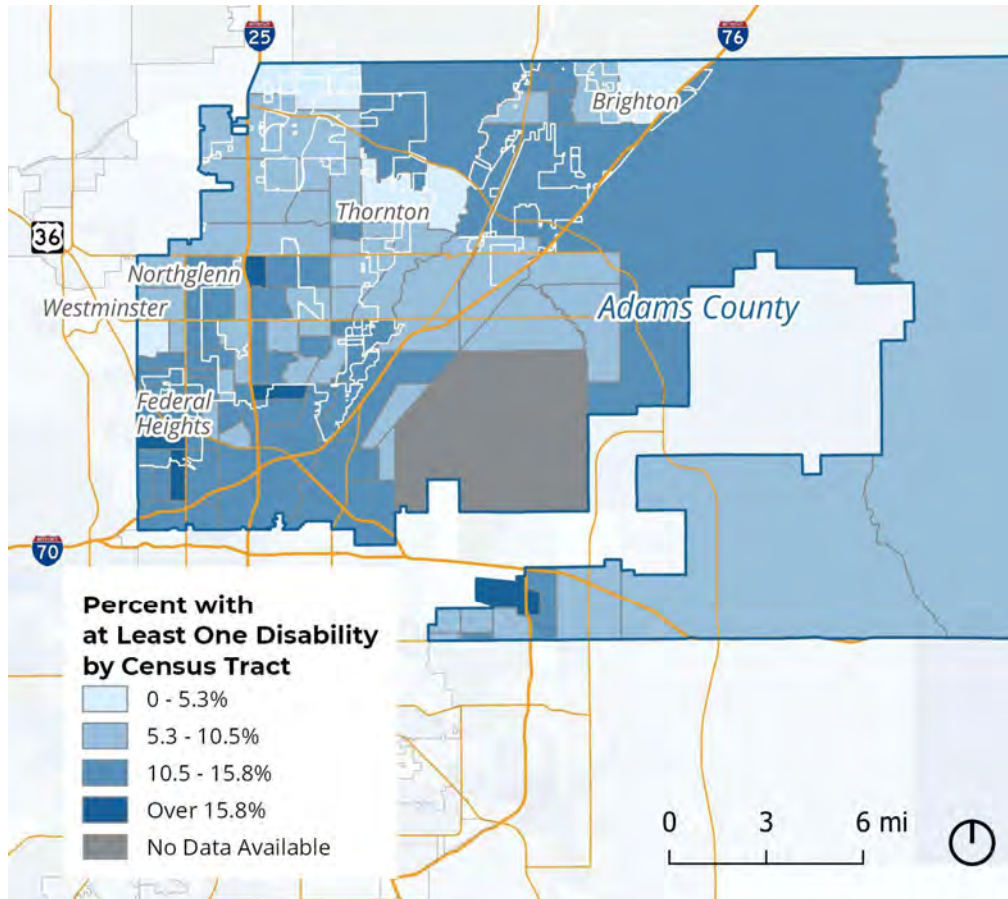 25
76
Brighton
Thornton
36
Northglenn
Westminster
Adams County
Federal
Heights
70
Percent with
at Least One Disability
by Census Tract
0 - 5.3%
5.3 - 10.5%
10.5 - 15.8%
Over 15.8%
No Data Available
0 3 6 mi